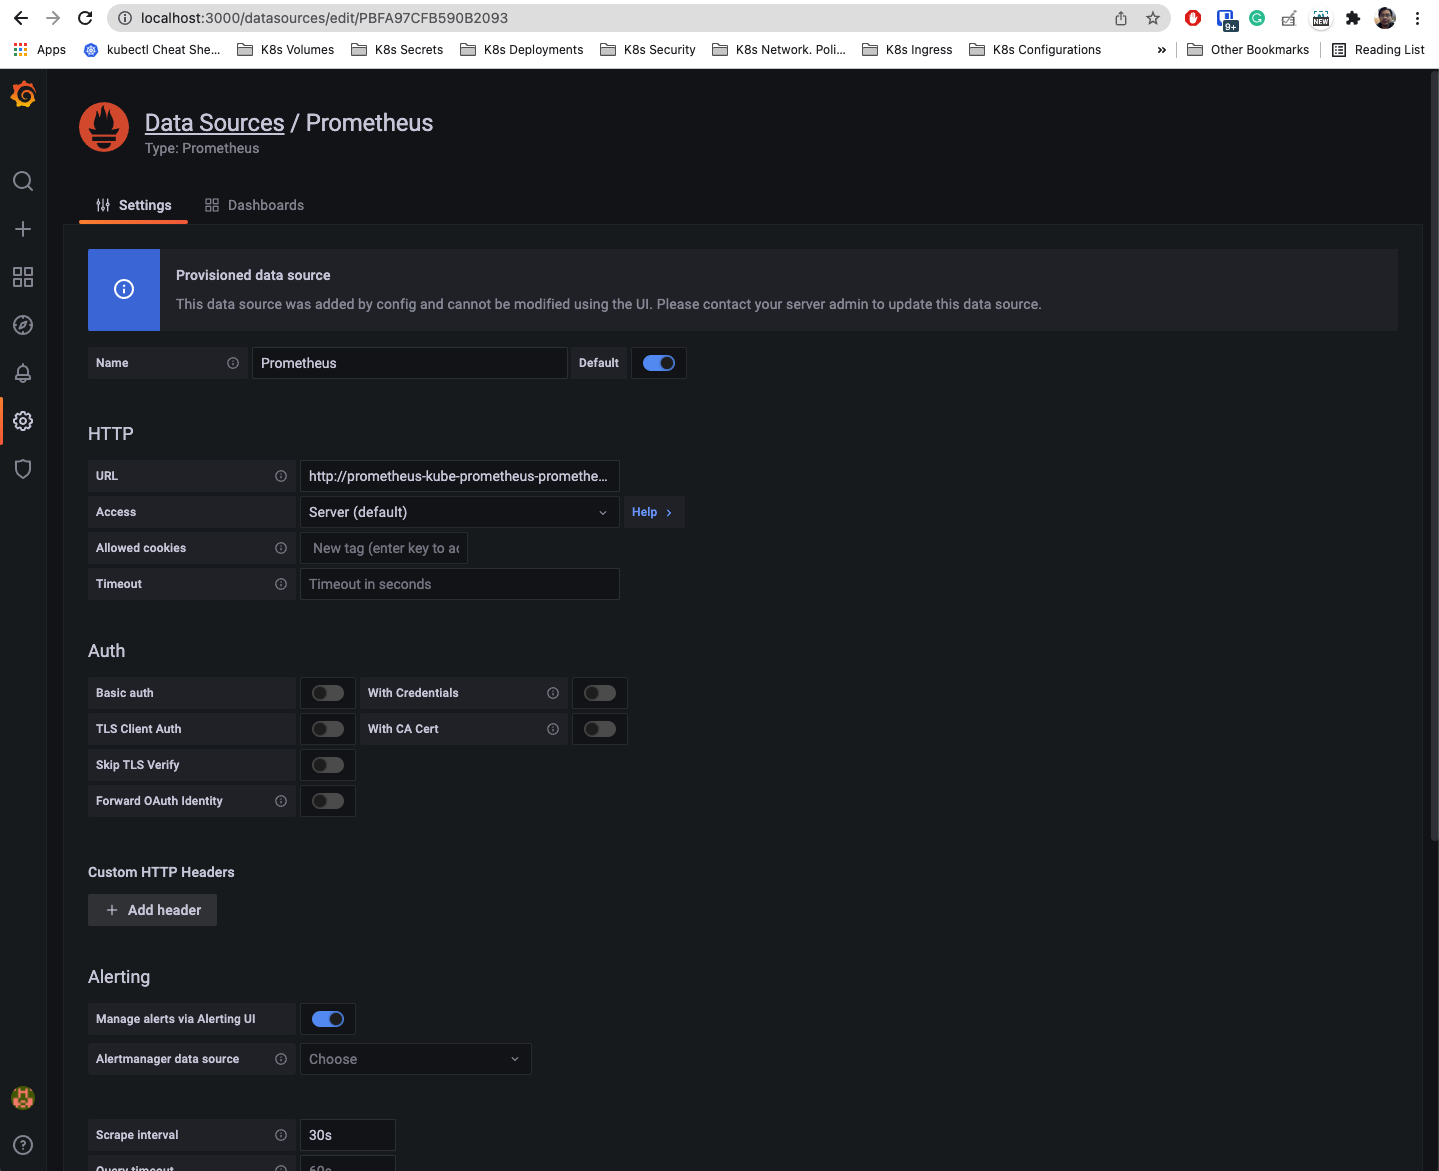 localhost:3000/datasources/edit/PBFA97CFB590B2093
9+
NEW
Apps
kubectl Cheat She...
K8s Volumes
K8s Secrets
K8s Deployments
K8s Security
K8s Network. Poli...
K8s Ingress
K8s Configurations
»
Other Bookmarks
Reading List
Data Sources / Prometheus
Type: Prometheus
Settings
Dashboards
Provisioned data source
This data source was added by config and cannot be modified using the UI. Please contact your server admin to update this data source.
Name
Prometheus
Default
HTTP
URL
http://prometheus-kube-prometheus-promethe...
Access
Server (default)
Help
Allowed cookies
New tag (enter key to ac
Timeout
Timeout in seconds
Auth
Basic auth
With Credentials
TLS Client Auth
With CA Cert
Skip TLS Verify
Forward OAuth Identity
Custom HTTP Headers
Add header
Alerting
Manage alerts via Alerting UI
Alertmanager data source
Choose
Scrape interval
30s
Query timeout
60s